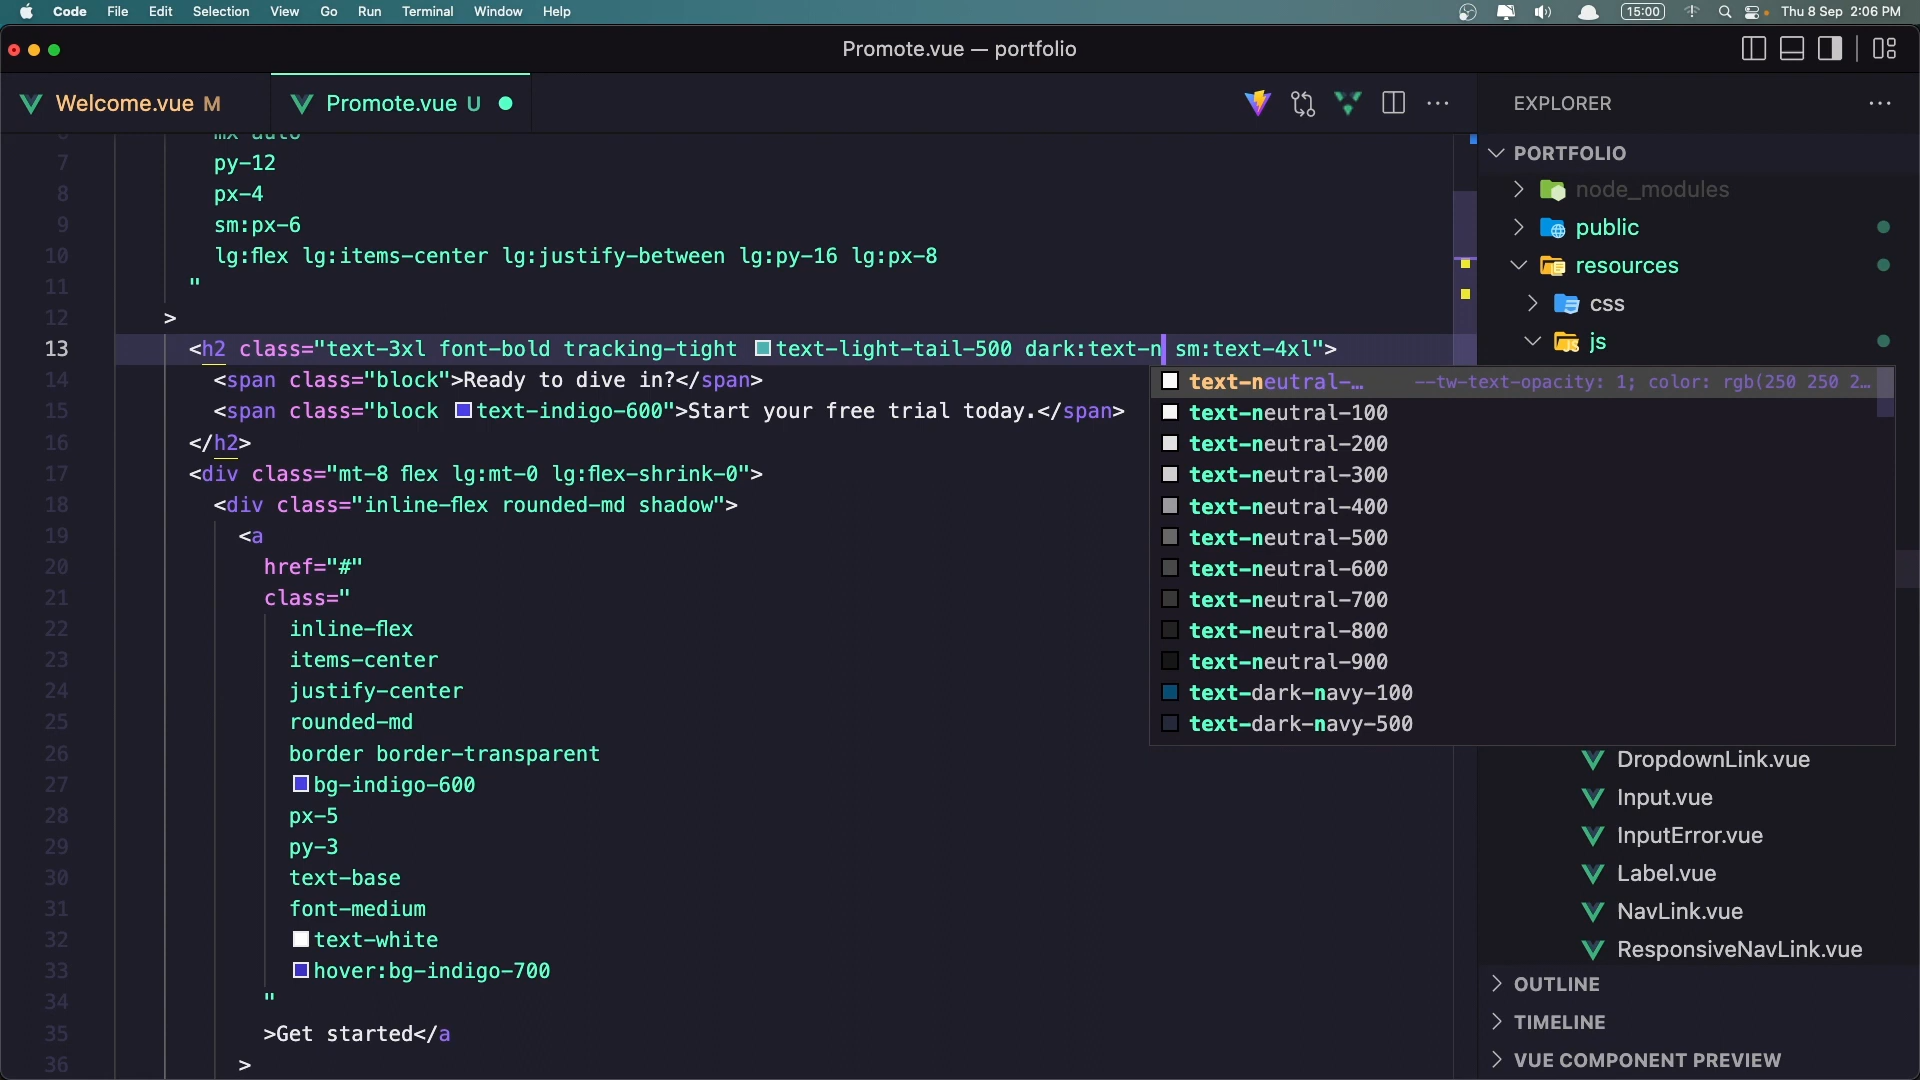 Code File Edit Selection View Go Run Terminal Window Help 15:00 Thu 8 Sep 2:06 PM
Promote.vue — portfolio
Welcome.vue M Promote.vue U
6 mx-auto
7 py-12
8 px-4
9 sm:px-6
10 lg:flex lg:items-center lg:justify-between lg:py-16 lg:px-8
11 "
12 >
13 <h2 class="text-3xl font-bold tracking-tight text-light-tail-500 dark:text-n sm:text-4xl">
14 <span class="block">Ready to dive in?</span>
15 <span class="block text-indigo-600">Start your free trial today.</span>
16 </h2>
17 <div class="mt-8 flex lg:mt-0 lg:flex-shrink-0">
18 <div class="inline-flex rounded-md shadow">
19 <a
20 href="#"
21 class="
22 inline-flex
23 items-center
24 justify-center
25 rounded-md
26 border border-transparent
27 bg-indigo-600
28 px-5
29 py-3
30 text-base
31 font-medium
32 text-white
33 hover:bg-indigo-700
34 "
35 >Get started</a
36 >
text-neutral-… --tw-text-opacity: 1; color: rgb(250 250 2…
text-neutral-100
text-neutral-200
text-neutral-300
text-neutral-400
text-neutral-500
text-neutral-600
text-neutral-700
text-neutral-800
text-neutral-900
text-dark-navy-100
text-dark-navy-500
EXPLORER
PORTFOLIO
node_modules
public
resources
css
js
DropdownLink.vue
Input.vue
InputError.vue
Label.vue
NavLink.vue
ResponsiveNavLink.vue
OUTLINE
TIMELINE
VUE COMPONENT PREVIEW